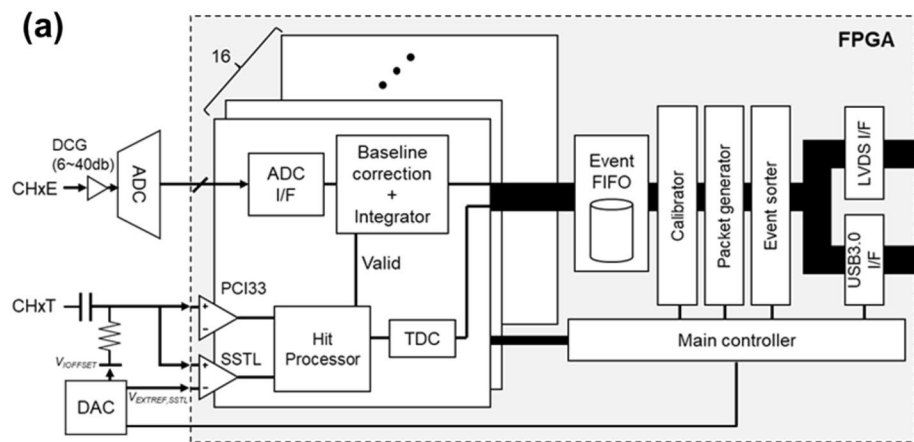 (a)
16
FPGA
DCG
(6~40db)
ADC
CHxE
ADC
I/F
Baseline
correction
+
Integrator
Event
FIFO
Calibrator
Packet generator
Event sorter
LVDS I/F
USB3.0
I/F
Valid
CHxT
PCI33
SSTL
Hit
Processor
TDC
Main controller
VIOFFSET
DAC
VEXTREF,SSTL